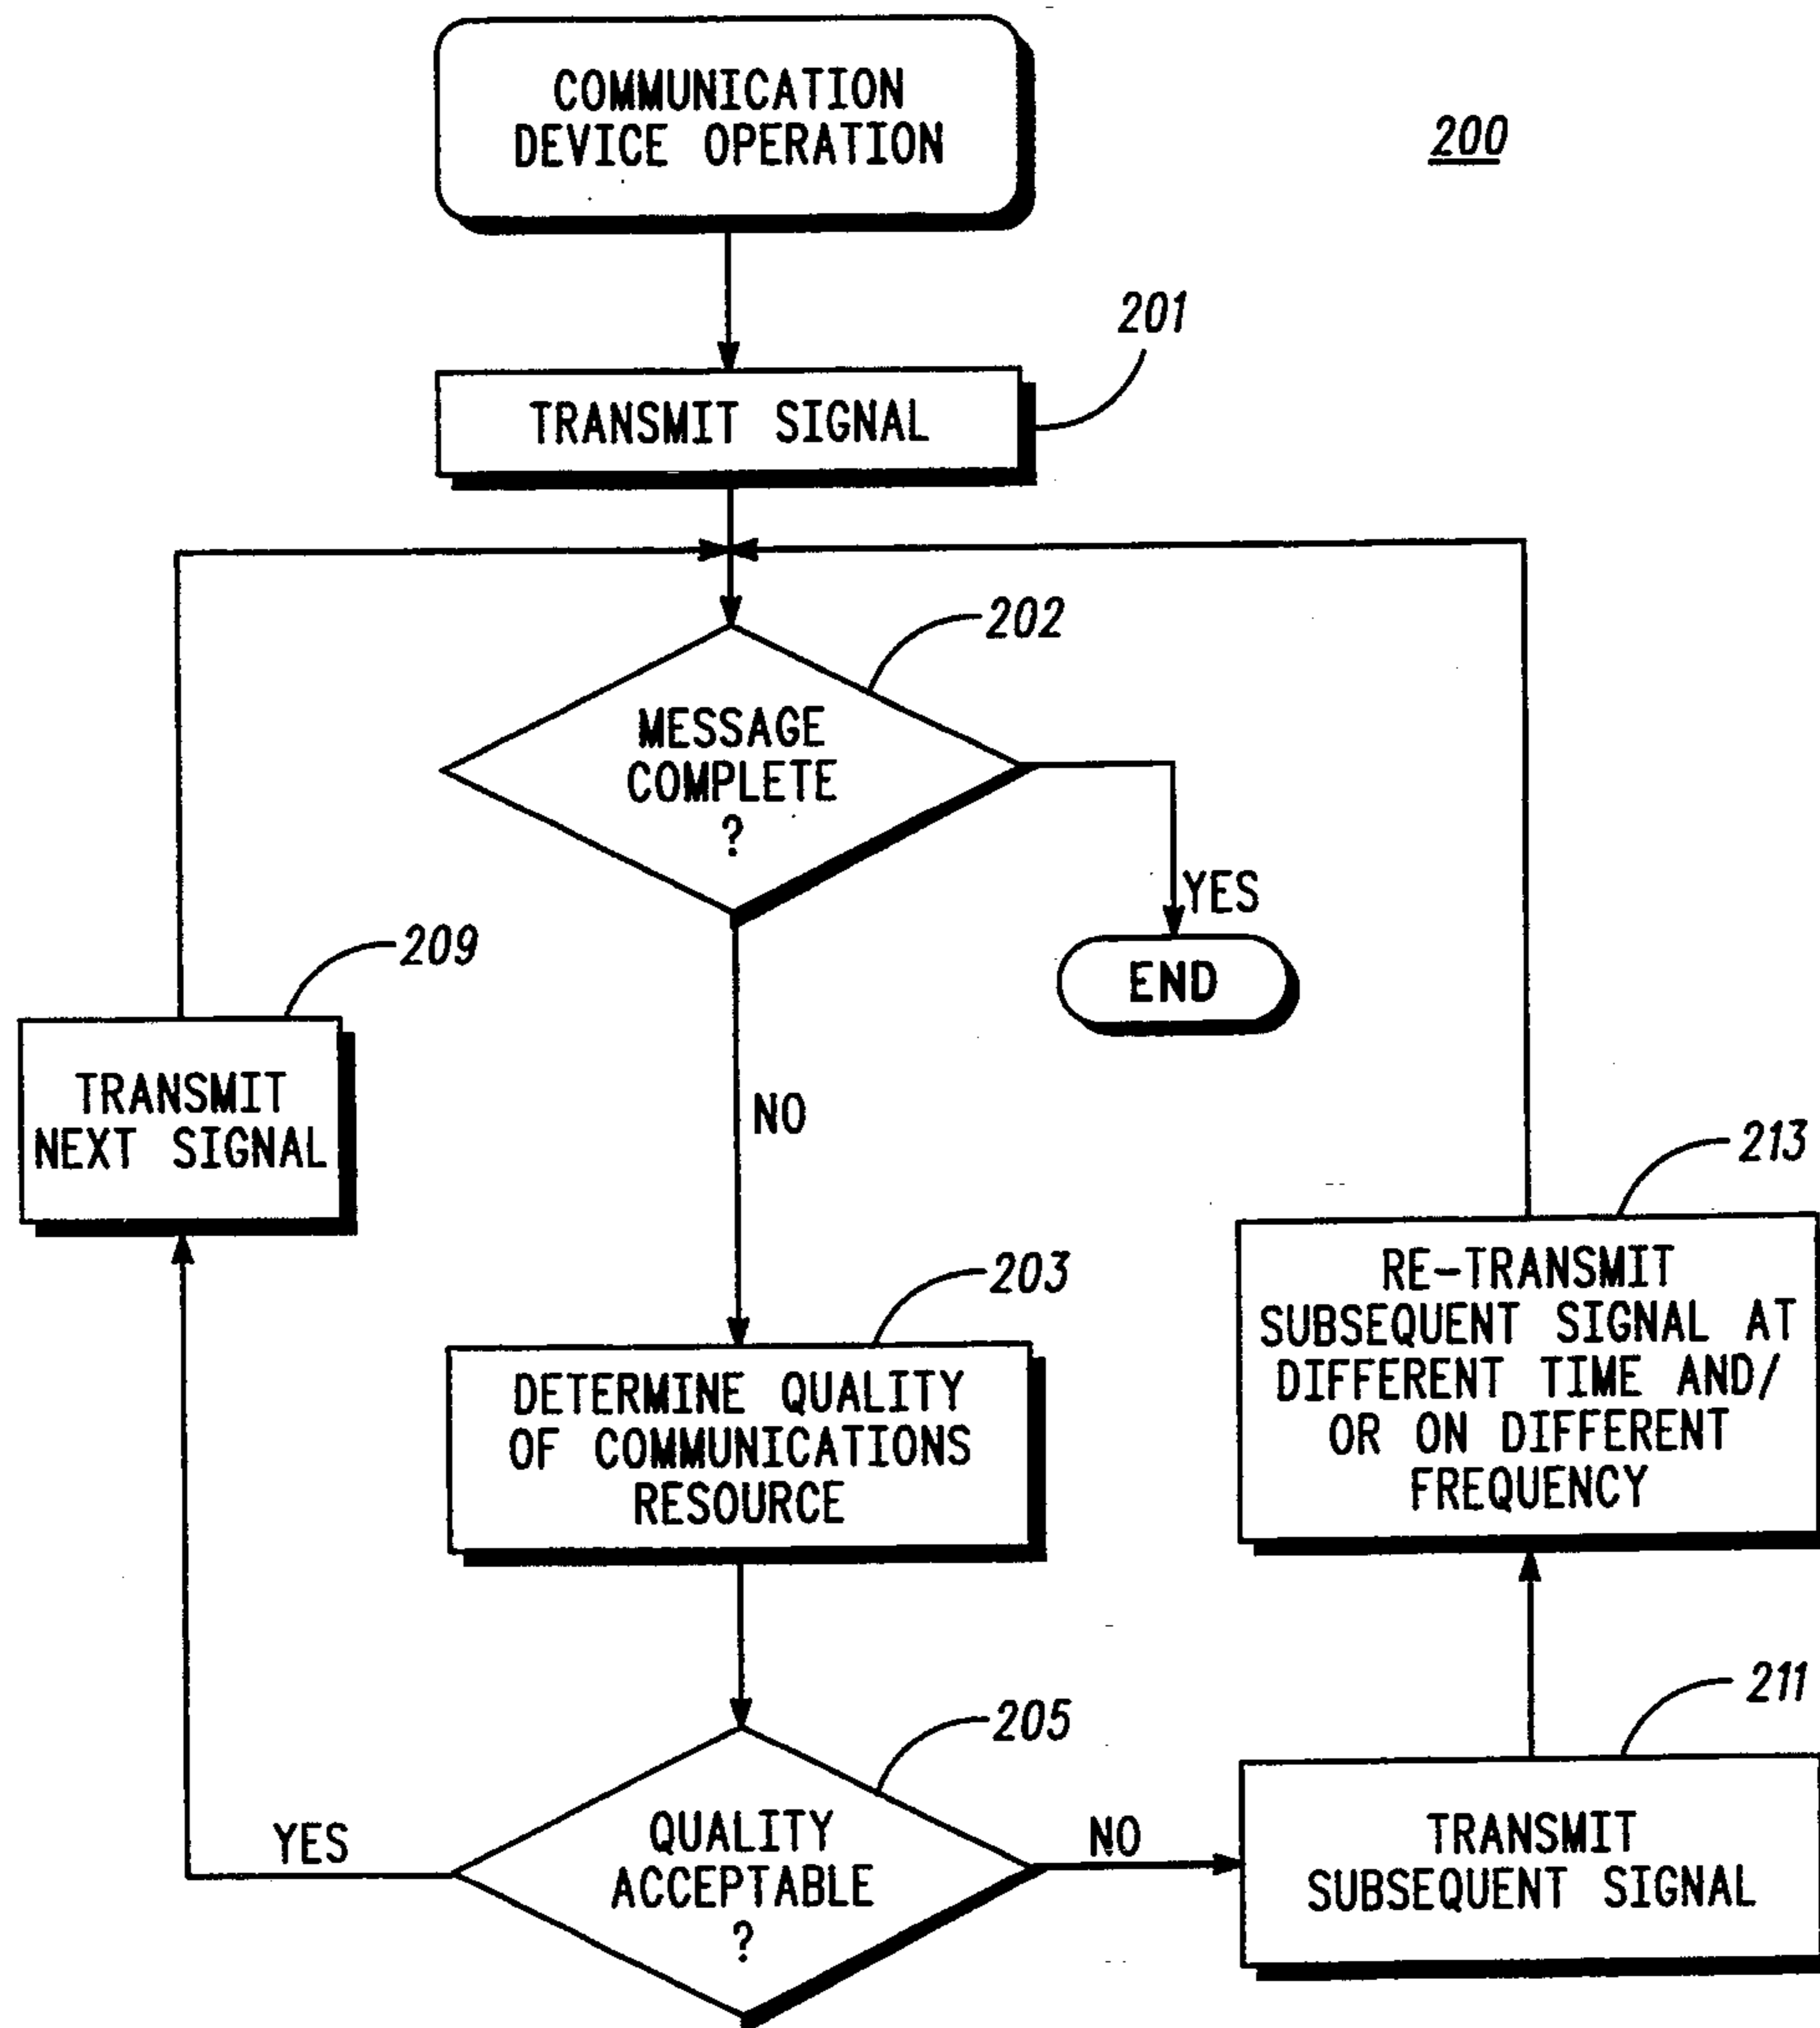 COMMUNICATION
DEVICE OPERATION
200
201
TRANSMIT SIGNAL
202
MESSAGE
COMPLETE
?
YES
END
209
TRANSMIT
NEXT SIGNAL
NO
213
RE-TRANSMIT
SUBSEQUENT SIGNAL AT
DIFFERENT TIME AND/
OR ON DIFFERENT
FREQUENCY
203
DETERMINE QUALITY
OF COMMUNICATIONS
RESOURCE
205
QUALITY
ACCEPTABLE
?
YES
NO
211
TRANSMIT
SUBSEQUENT SIGNAL